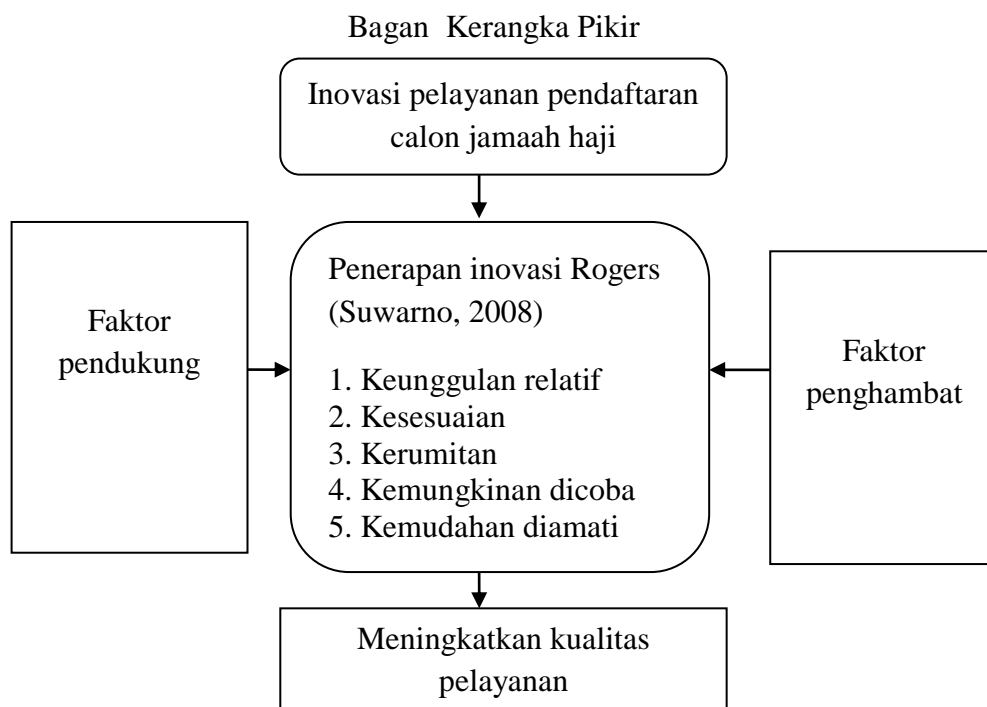 Bagan Kerangka Pikir
Inovasi pelayanan pendaftaran
calon jamaah haji
Faktor
pendukung
Penerapan inovasi Rogers
(Suwarno, 2008)
1. Keunggulan relatif
2. Kesesuaian
3. Kerumitan
4. Kemungkinan dicoba
5. Kemudahan diamati
Faktor
penghambat
Meningkatkan kualitas
pelayanan